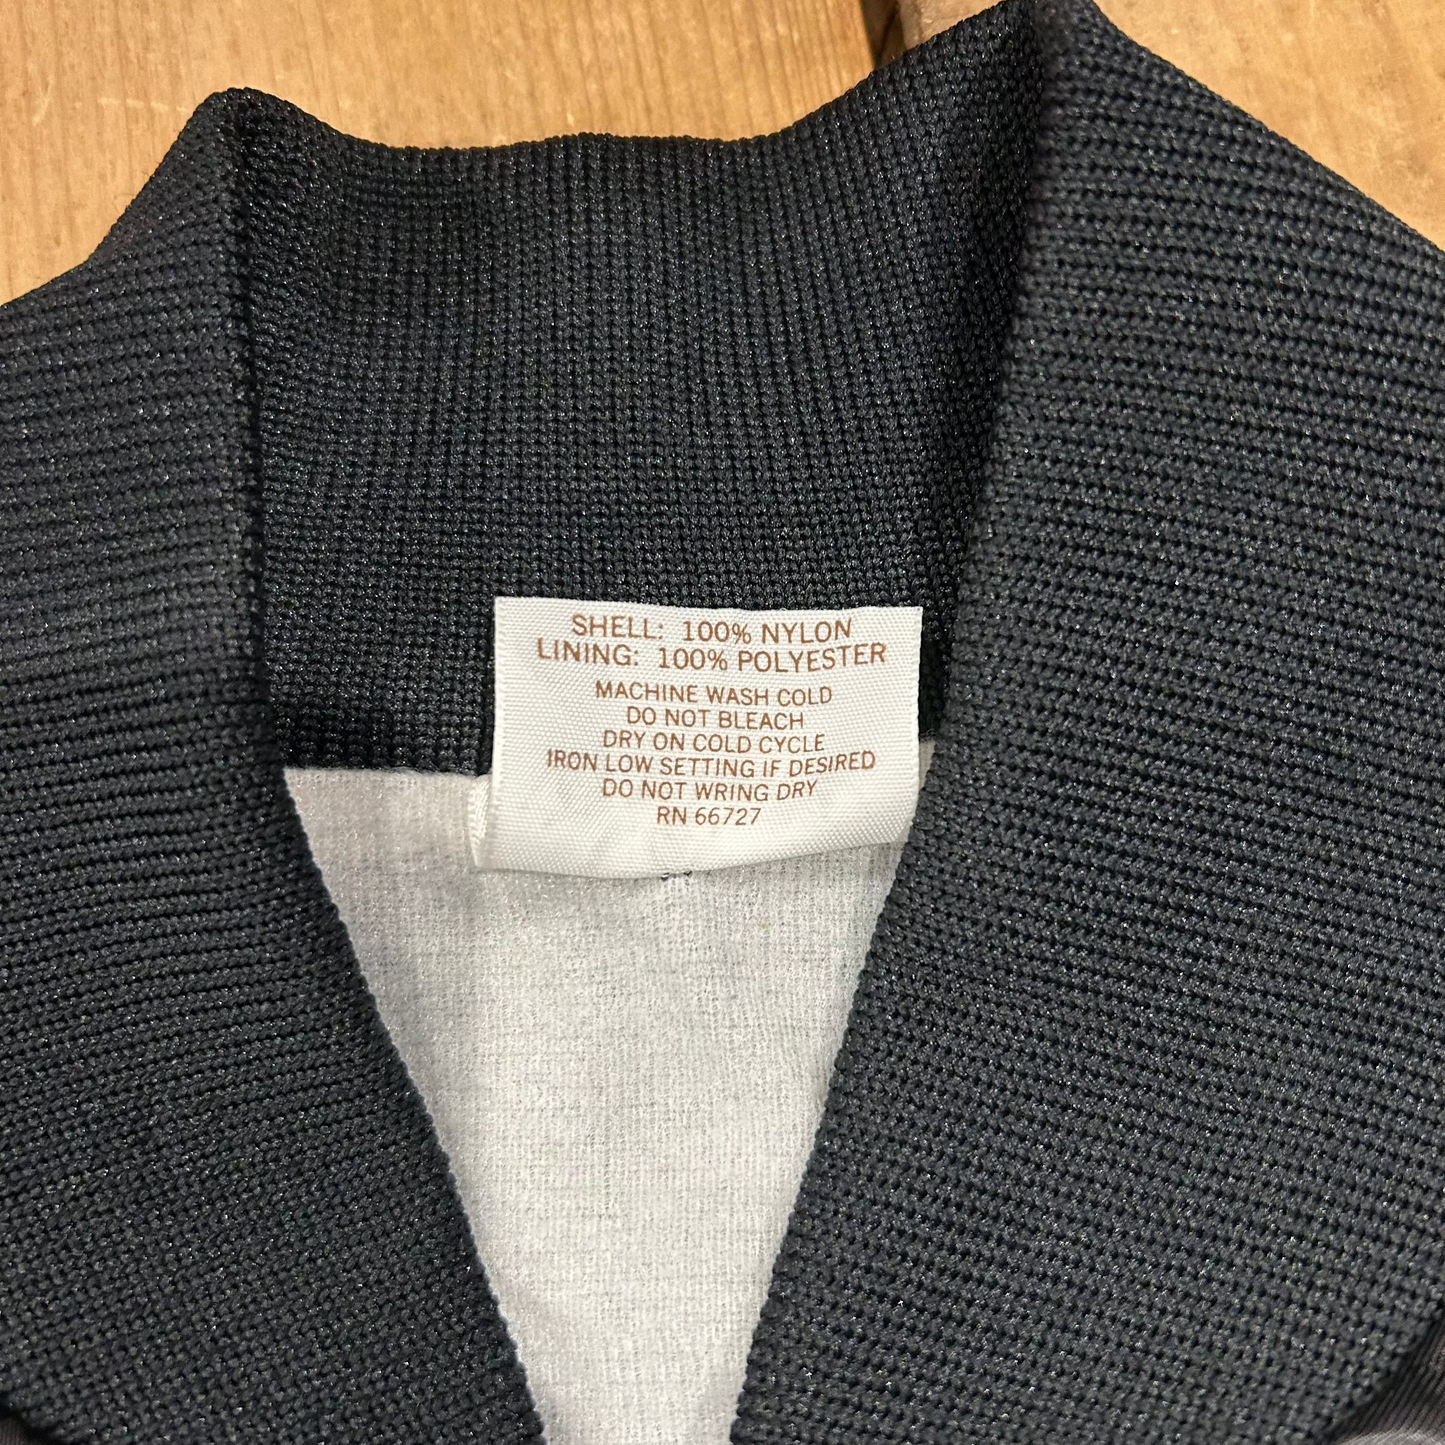 SHELL: 100% NYLON
LINING: 100% POLYESTER
MACHINE WASH COLD
DO NOT BLEACH
DRY ON COLD CYCLE
IRON LOW SETTING IF DESIRED
DO NOT WRING DRY
RN 66727